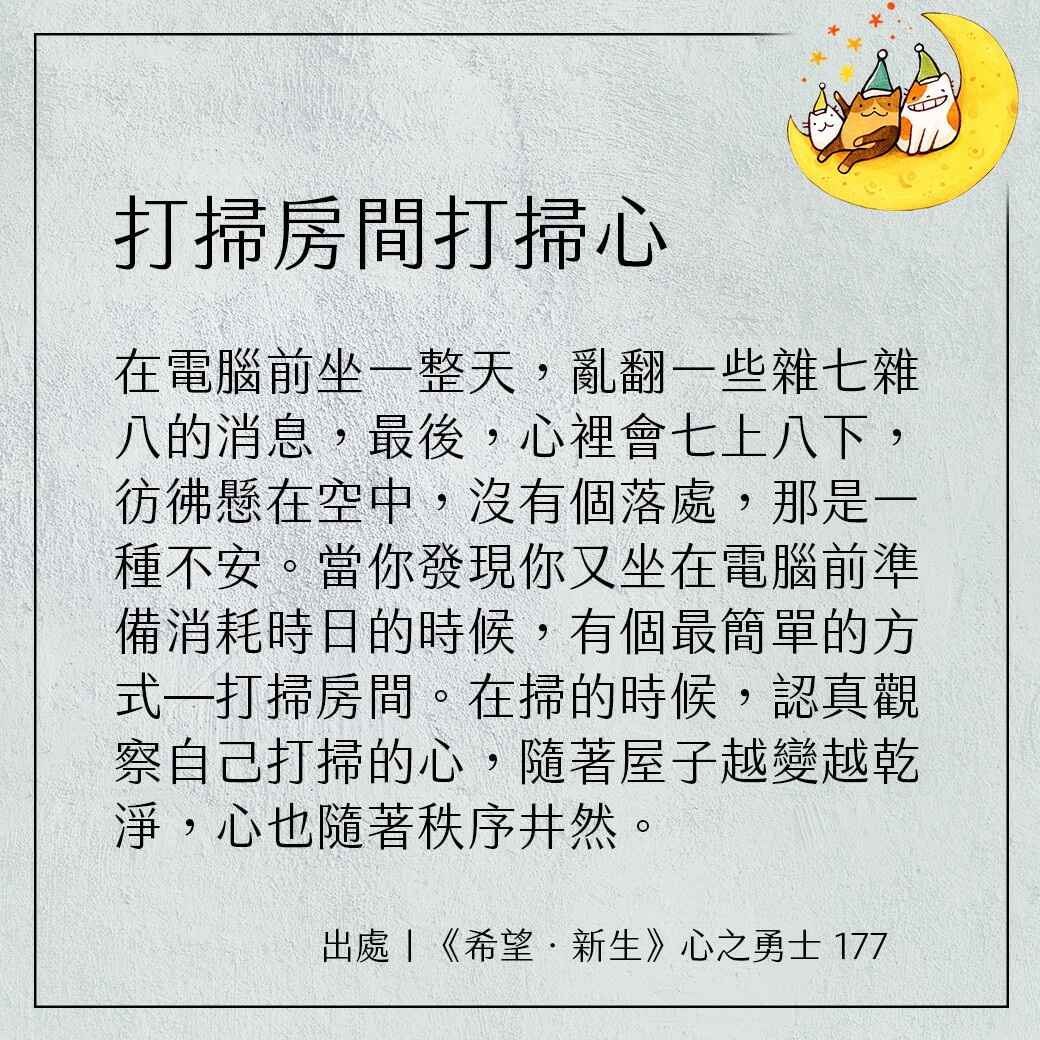 打掃房間打掃心
在電腦前坐一整天，亂翻一些雜七雜
八的消息，最後，心裡會七上八下，
彷彿懸在空中，沒有個落處，那是一
種不安。當你發現你又坐在電腦前準
備消耗時日的時候，有個最簡單的方
式—打掃房間。在掃的時候，認真觀
察自己打掃的心，隨著屋子越變越乾
淨，心也隨著秩序井然。
出處｜《希望．新生》心之勇士 177